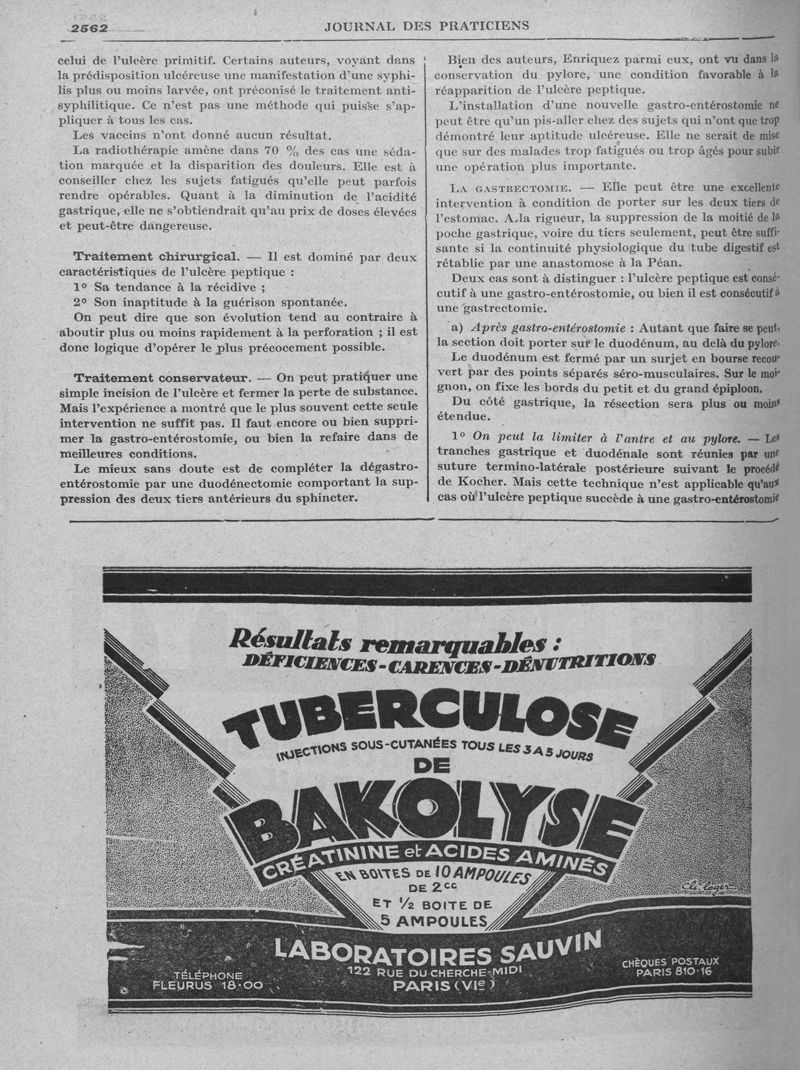 2562
JOURNAL DES PRATICIENS
celui de l'ulcère primitif. Certains auteurs, voyant dans
la prédisposition ulcéreuse une manifestation d'une syphi-
lis plus ou moins larvée, ont préconisé le traitement anti-
syphilitique. Ce n'est pas une méthode qui puisse s'ap-
pliquer à tous les cas.
Les vaccins n'ont donné aucun résultat.
La radiothérapie amène dans 70 % des cas une séda-
tion marquée et la disparition des douleurs. Elle est à
conseiller chez les sujets fatigués qu'elle peut parfois
rendre opérables. Quant à la diminution de l'acidité
gastrique, elle ne s'obtiendrait qu'au prix de doses élevées
et peut-être dangereuse.
Traitement chirurgical. — Il est dominé par deux
caractéristiques de l'ulcère peptique :
1º Sa tendance à la récidive ;
2º Son inaptitude à la guérison spontanée.
On peut dire que son évolution tend au contraire à
aboutir plus ou moins rapidement à la perforation ; il est
donc logique d'opérer le plus précocement possible.
Traitement conservateur. — On peut pratiquer une
simple incision de l'ulcère et fermer la perte de substance.
Mais l'expérience a montré que le plus souvent cette seule
intervention ne suffit pas. Il faut encore ou bien suppri-
mer la gastro-entérostomie, ou bien la refaire dans de
meilleures conditions.
Le mieux sans doute est de compléter la dégastro-
entérostomie par une duodénectomie comportant la sup-
pression des deux tiers antérieurs du sphincter.
Bien des auteurs, Enriquez parmi eux, ont vu dans la
conservation du pylore, une condition favorable à la
réapparition de l'ulcère peptique.
L'installation d'une nouvelle gastro-entérostomie ne
peut être qu'un pis-aller chez des sujets qui n'ont que trop
démontré leur aptitude ulcéreuse. Elle ne serait de mise
que sur des malades trop fatigués ou trop âgés pour subir
une opération plus importante.
LA GASTRECTOMIE. — Elle peut être une excellente
intervention à condition de porter sur les deux tiers de
l'estomac. A la rigueur, la suppression de la moitié de la
poche gastrique, voire du tiers seulement, peut être suffi-
sante si la continuité physiologique du tube digestif est
rétablie par une anastomose à la Péan.
Deux cas sont à distinguer : l'ulcère peptique est consé-
cutif à une gastro-entérostomie, ou bien il est consécutif à
une gastrectomie.
a) Après gastro-entérostomie : Autant que faire se peut,
la section doit porter sur le duodénum, au delà du pylore.
Le duodénum est fermé par un surjet en bourse recou-
vert par des points séparés séro-musculaires. Sur le moi-
gnon, on fixe les bords du petit et du grand épiploon.
Du côté gastrique, la résection sera plus ou moins
étendue.
1º On peut la limiter à l'antre et au pylore. — Les
tranches gastrique et duodénale sont réunies par une
suture termino-latérale postérieure suivant le procédé
de Kocher. Mais cette technique n'est applicable qu'aux
cas où l'ulcère peptique succède à une gastro-entérostomie
Résultats remarquables :
DÉFICIENCES - CARENCES - DÉNUTRITIONS
TUBERCULOSE
INJECTIONS SOUS-CUTANÉES TOUS LES 3 A 5 JOURS
DE
BAKOLYSE
CRÉATININE et ACIDES AMINÉS
EN BOITES DE 10 AMPOULES
DE 2cc
ET 1/2 BOITE DE
5 AMPOULES
Ch. Loger
LABORATOIRES SAUVIN
122 RUE DU CHERCHE-MIDI
PARIS (VIe)
TÉLÉPHONE
FLEURUS 18-00
CHÈQUES POSTAUX
PARIS 810-16